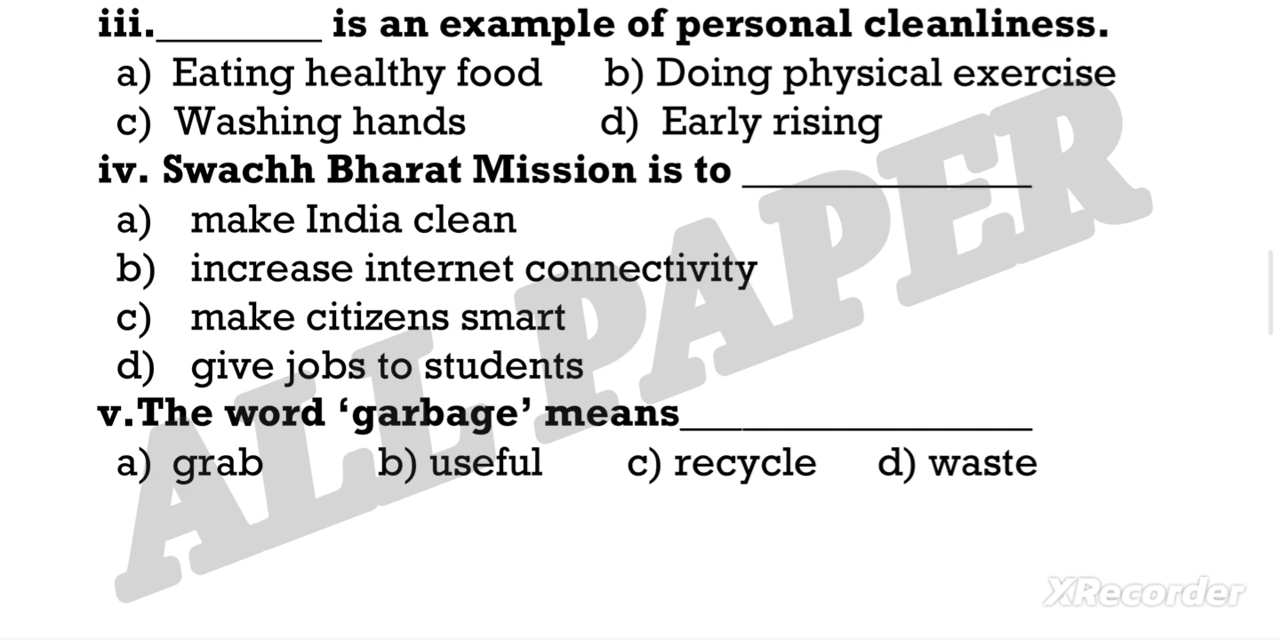 iii.________ is an example of personal cleanliness.
a) Eating healthy food b) Doing physical exercise
c) Washing hands d) Early rising
iv. Swachh Bharat Mission is to ______________
a) make India clean
b) increase internet connectivity
c) make citizens smart
d) give jobs to students
v.The word ‘garbage’ means_________________
a) grab b) useful c) recycle d) waste
ALL PAPER
XRecorder